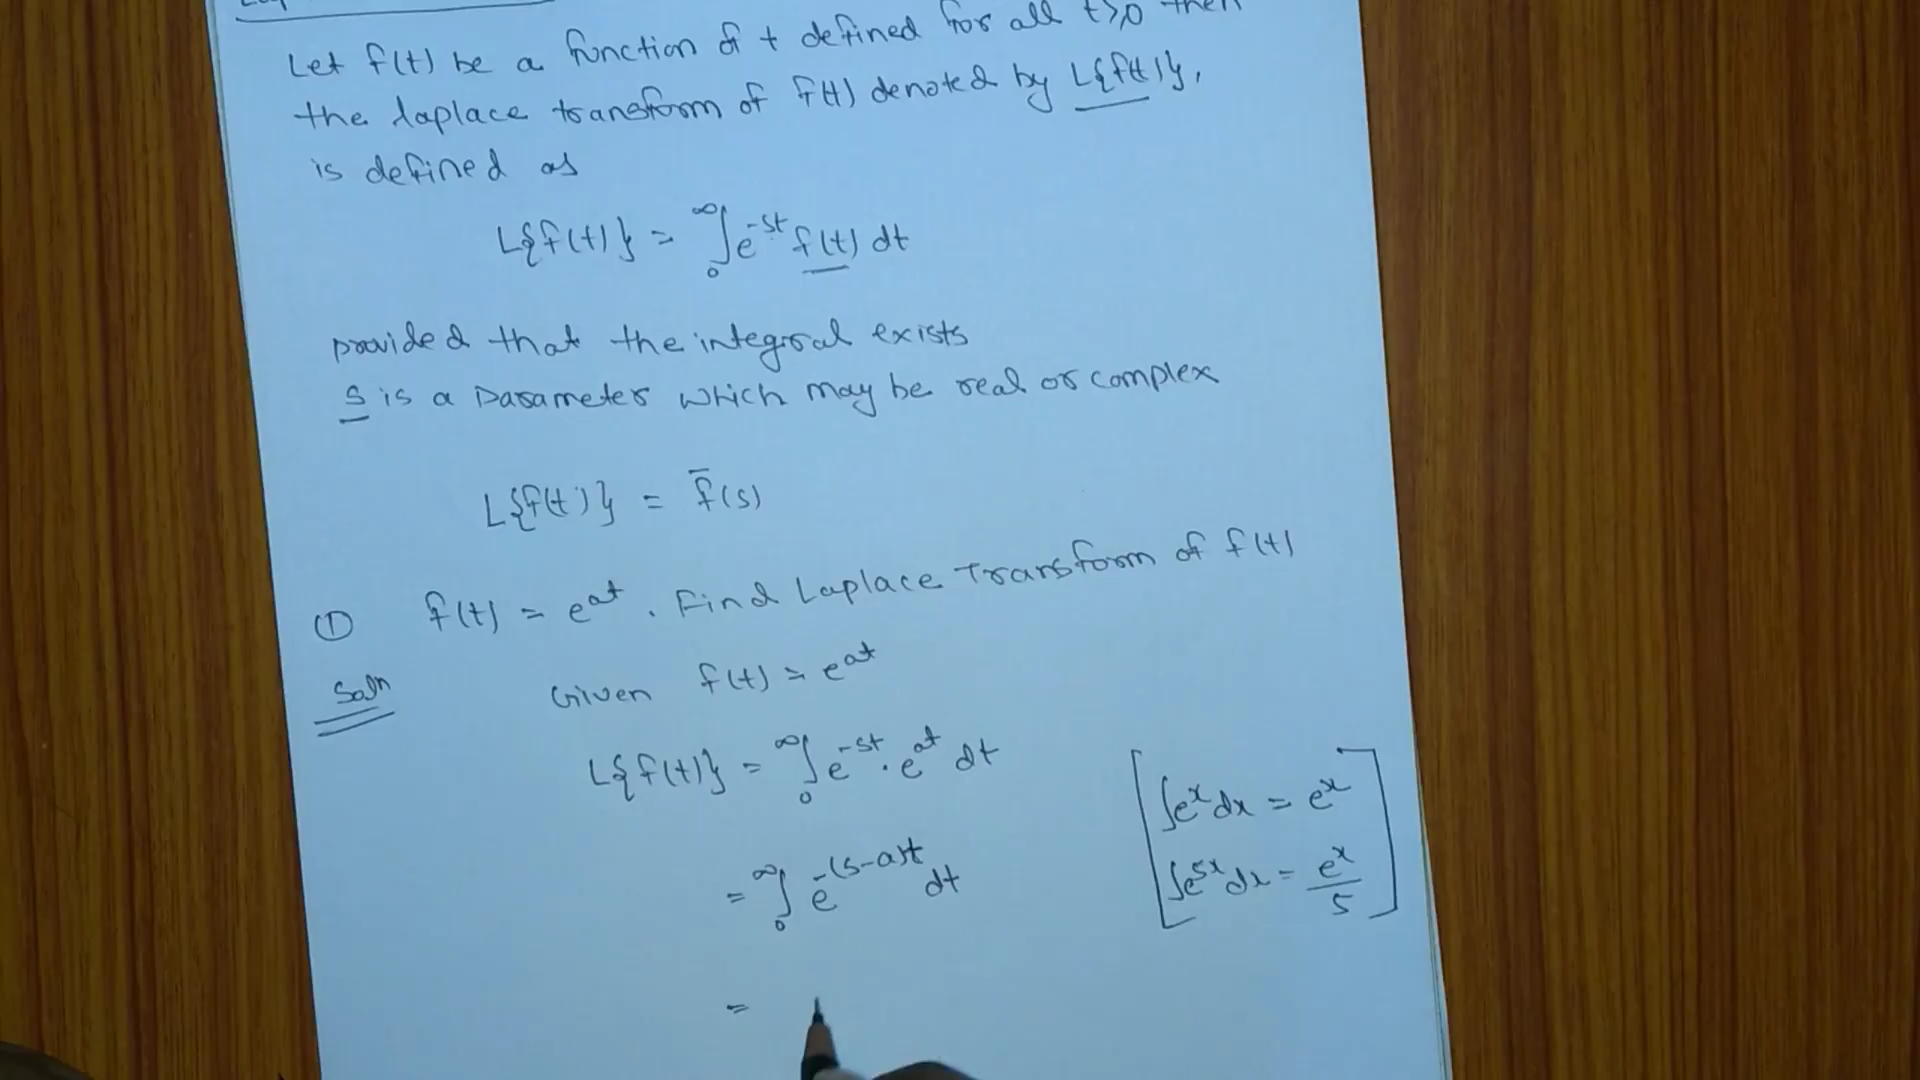 Let f(t) be a function of t defined for all t≥0 then
the laplace transform of f(t) denoted by L{f(t)},
is defined as
L{f(t)} = ∫₀^∞ e^{-st} f(t) dt
provided that the integral exists
s is a Parameter which may be real or complex
L{f(t)} = f̄(s)
① f(t) = e^{at}. Find Laplace Transform of f(t)
Soln Given f(t) = e^{at}
L{f(t)} = ∫₀^∞ e^{-st} . e^{at} dt
= ∫₀^∞ e^{-(s-a)t} dt
=
[∫e^x dx = e^x
∫e^{5x} dx = e^x/5]